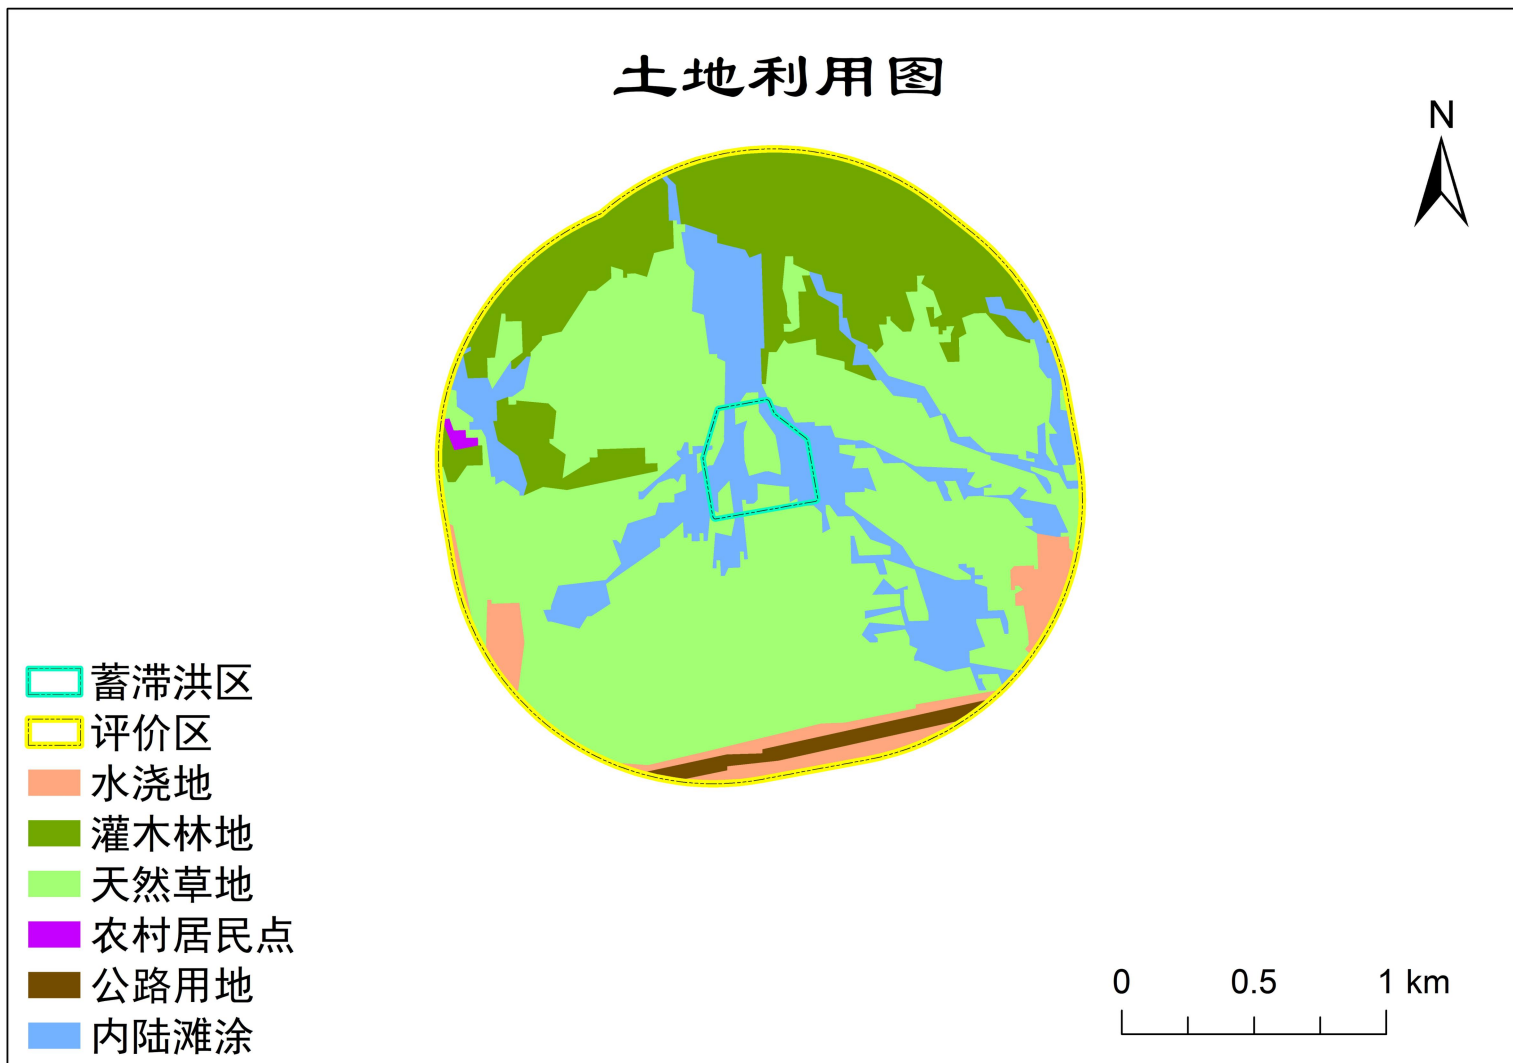 土地利用图
N
蓄滞洪区
评价区
水浇地
灌木林地
天然草地
农村居民点
公路用地
内陆滩涂
0 0.5 1 km